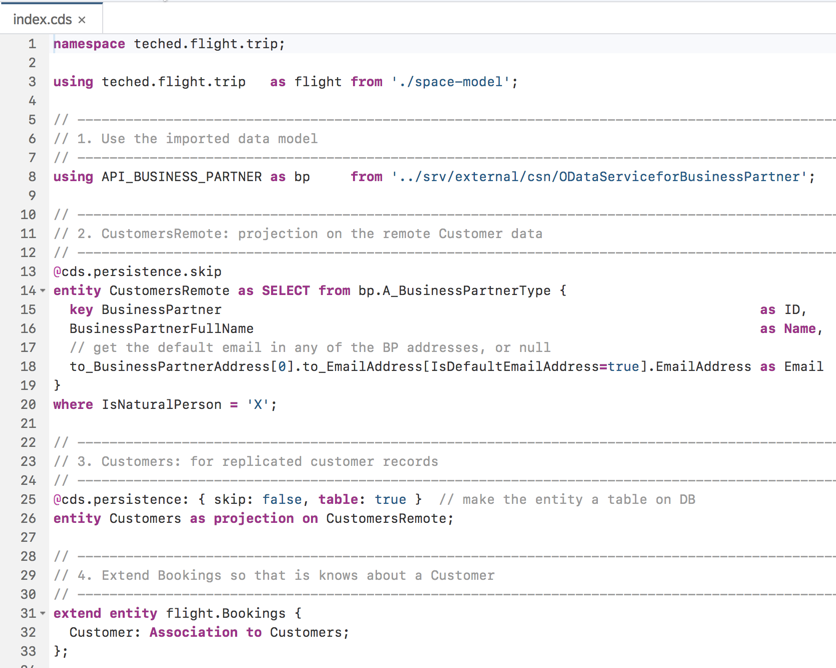 index.cds ×
1 namespace teched.flight.trip;
2
3 using teched.flight.trip   as flight from './space-model';
4
5 // ------------------------------------------------------------------------------------------------
6 // 1. Use the imported data model
7 // ------------------------------------------------------------------------------------------------
8 using API_BUSINESS_PARTNER as bp     from '../srv/external/csn/ODataServiceforBusinessPartner';
9
10 // ------------------------------------------------------------------------------------------------
11 // 2. CustomersRemote: projection on the remote Customer data
12 // ------------------------------------------------------------------------------------------------
13 @cds.persistence.skip
14 entity CustomersRemote as SELECT from bp.A_BusinessPartnerType {
15   key BusinessPartner                                                                  as ID,
16   BusinessPartnerFullName                                                              as Name,
17   // get the default email in any of the BP addresses, or null
18   to_BusinessPartnerAddress[0].to_EmailAddress[IsDefaultEmailAddress=true].EmailAddress as Email
19 }
20 where IsNaturalPerson = 'X';
21
22 // ------------------------------------------------------------------------------------------------
23 // 3. Customers: for replicated customer records
24 // ------------------------------------------------------------------------------------------------
25 @cds.persistence: { skip: false, table: true }  // make the entity a table on DB
26 entity Customers as projection on CustomersRemote;
27
28 // ------------------------------------------------------------------------------------------------
29 // 4. Extend Bookings so that is knows about a Customer
30 // ------------------------------------------------------------------------------------------------
31 extend entity flight.Bookings {
32   Customer: Association to Customers;
33 };